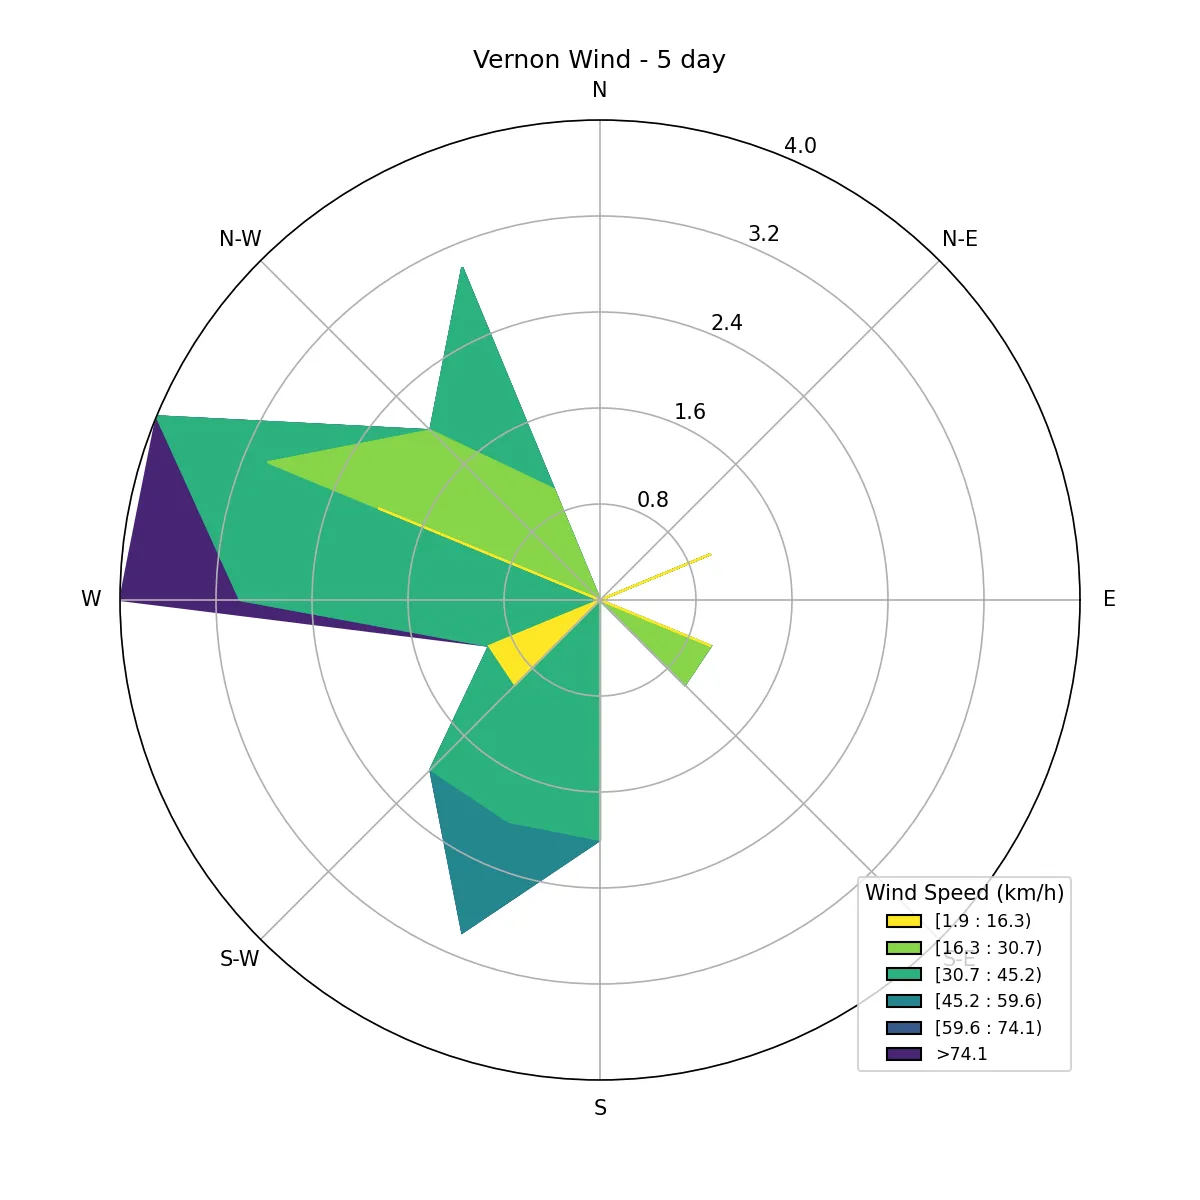 Vernon Wind - 5 day
N
4.0
N-W
3.2
N-E
2.4
1.6
0.8
W
E
S-W
S-E
S
Wind Speed (km/h)
[1.9 : 16.3)
[16.3 : 30.7)
[30.7 : 45.2)
[45.2 : 59.6)
[59.6 : 74.1)
>74.1